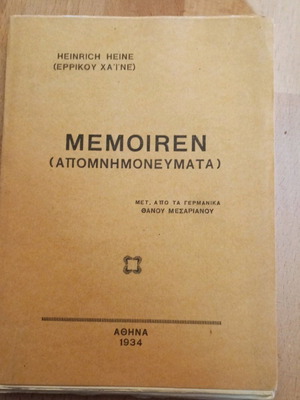 HEINRICH HEINE
(ΕΡΡΙΚΟΥ ΧΑΪΝΕ)
MEMOIREN
(ΑΠΟΜΝΗΜΟΝΕΥΜΑΤΑ)
ΜΕΤ. ΑΠΟ ΤΑ ΓΕΡΜΑΝΙΚΑ
ΘΑΝΟΥ ΜΕΣΑΡΙΑΝΟΥ
ΑΘΗΝΑ
1934